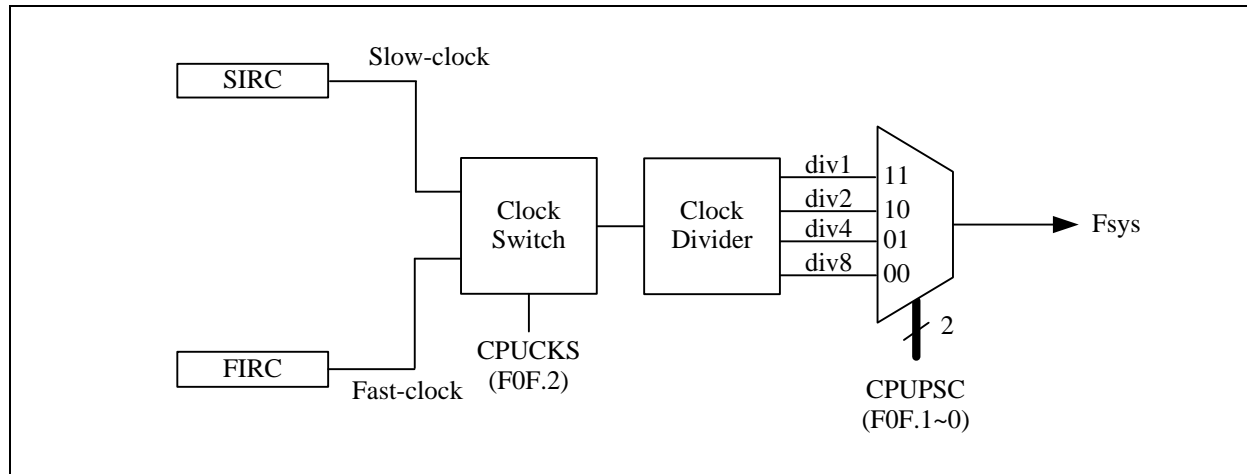 Slow-clock
SIRC
div1
11
div2
10
Clock
Switch
Clock
Divider
div4
01
div8
00
Fsys
2
FIRC
Fast-clock
CPUCKS
(F0F.2)
CPUPSC
(F0F.1~0)